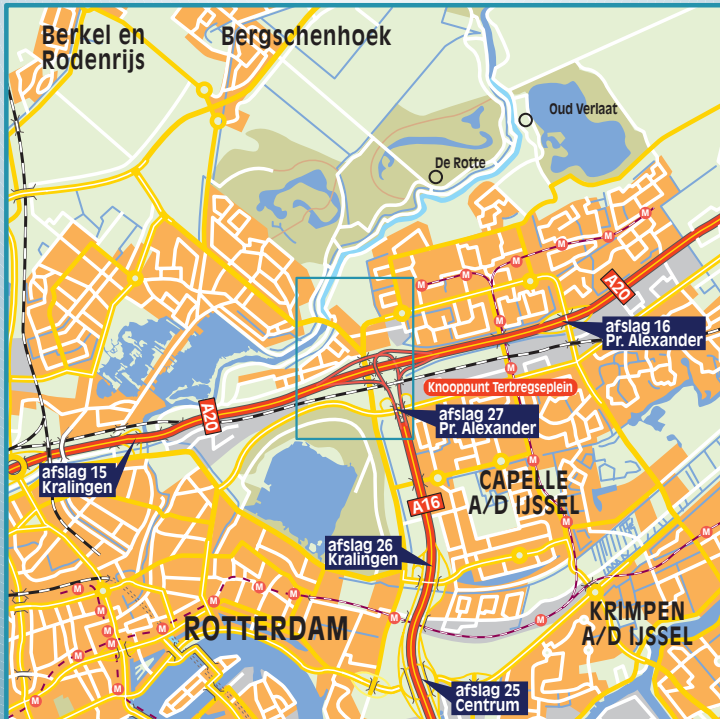 Berkel en
Rodenrijs
Bergschenhoek
Oud Verlaat
De Rotte
M
M
M
M
M
M
A20
afslag 16
Pr. Alexander
M
Knooppunt Terbregseplein
A20
afslag 27
Pr. Alexander
M
M
afslag 15
Kralingen
CAPELLE
A/D IJSSEL
A16
M
afslag 26
Kralingen
M
M
M
M
M
M
M
ROTTERDAM
KRIMPEN
A/D IJSSEL
M
M
M
M
afslag 25
Centrum
M